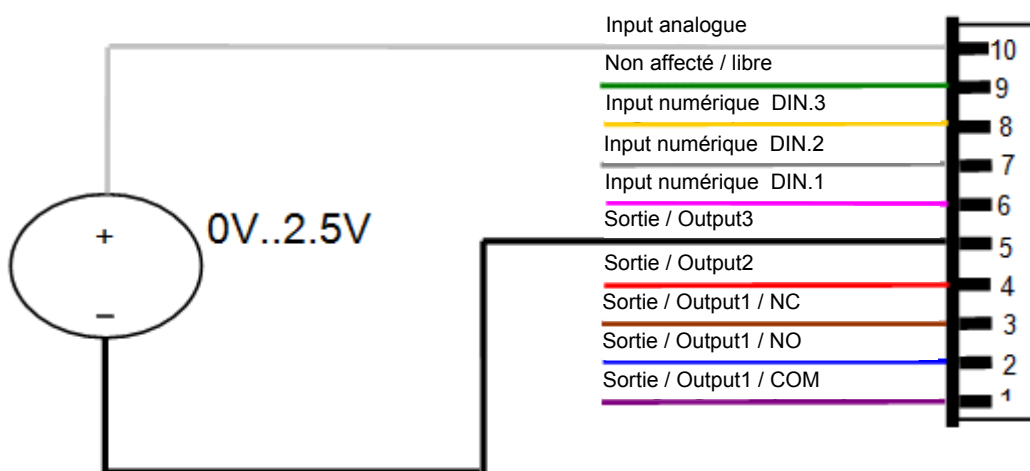 Input analogue
10
Non affecté / libre
9
Input numérique DIN.3
8
Input numérique DIN.2
7
Input numérique DIN.1
6
Sortie / Output3
5
Sortie / Output2
4
Sortie / Output1 / NC
3
Sortie / Output1 / NO
2
Sortie / Output1 / COM
1
+
0V..2.5V
–